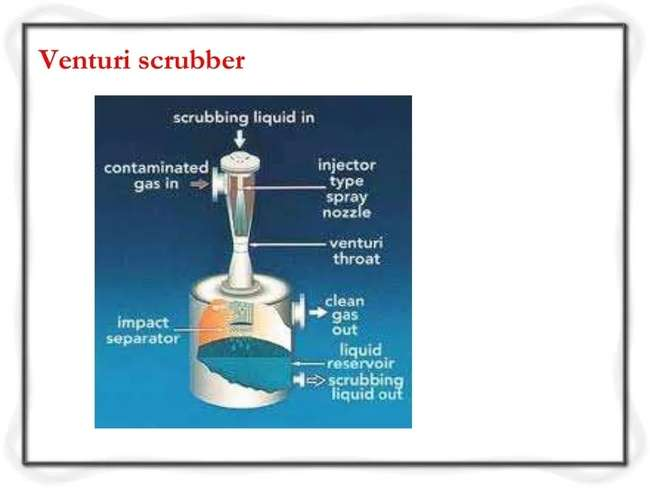 Venturi scrubber
scrubbing liquid in
contaminated
gas in
injector
type
spray
nozzle
venturi
throat
clean
gas
out
impact
separator
liquid
reservoir
scrubbing
liquid out